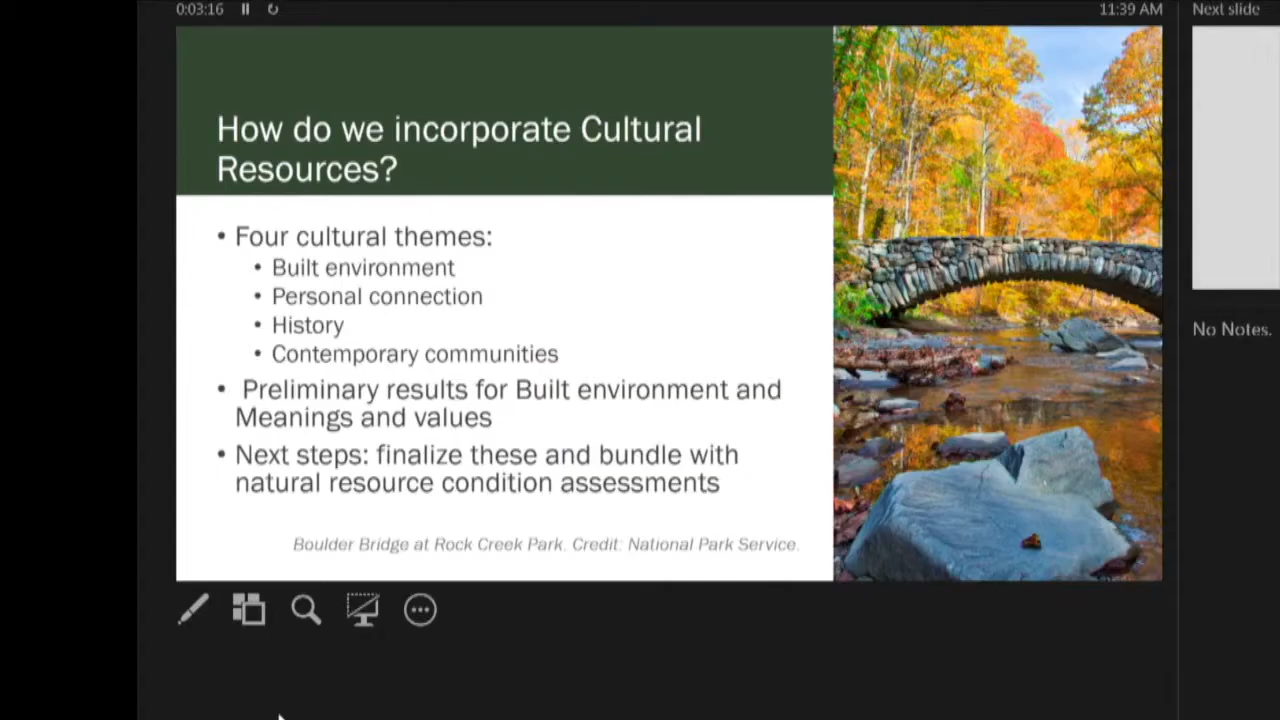 0:03:16
11:39 AM
Next slide
How do we incorporate Cultural
Resources?
• Four cultural themes:
• Built environment
• Personal connection
• History
• Contemporary communities
• Preliminary results for Built environment and
Meanings and values
• Next steps: finalize these and bundle with
natural resource condition assessments
Boulder Bridge at Rock Creek Park. Credit: National Park Service.
No Notes.